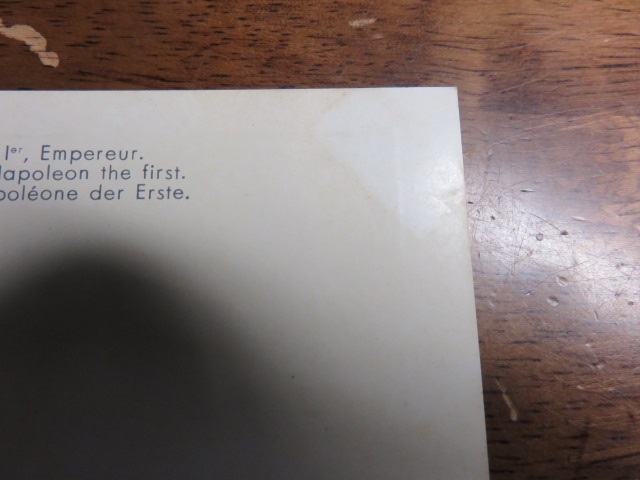 Iᵉʳ, Empereur.
apoleon the first.
poléone der Erste.